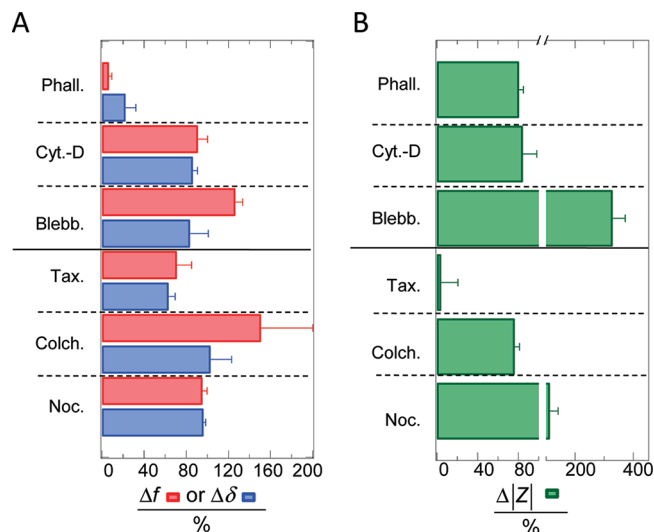 A
B
//
Phall.
Cyt.-D
Blebb.
Tax.
Colch.
Noc.
0 40 80 120 160 200
Δf or Δδ
%
Phall.
Cyt.-D
Blebb.
Tax.
Colch.
Noc.
0 40 80 // 200 400
Δ|Z|
%